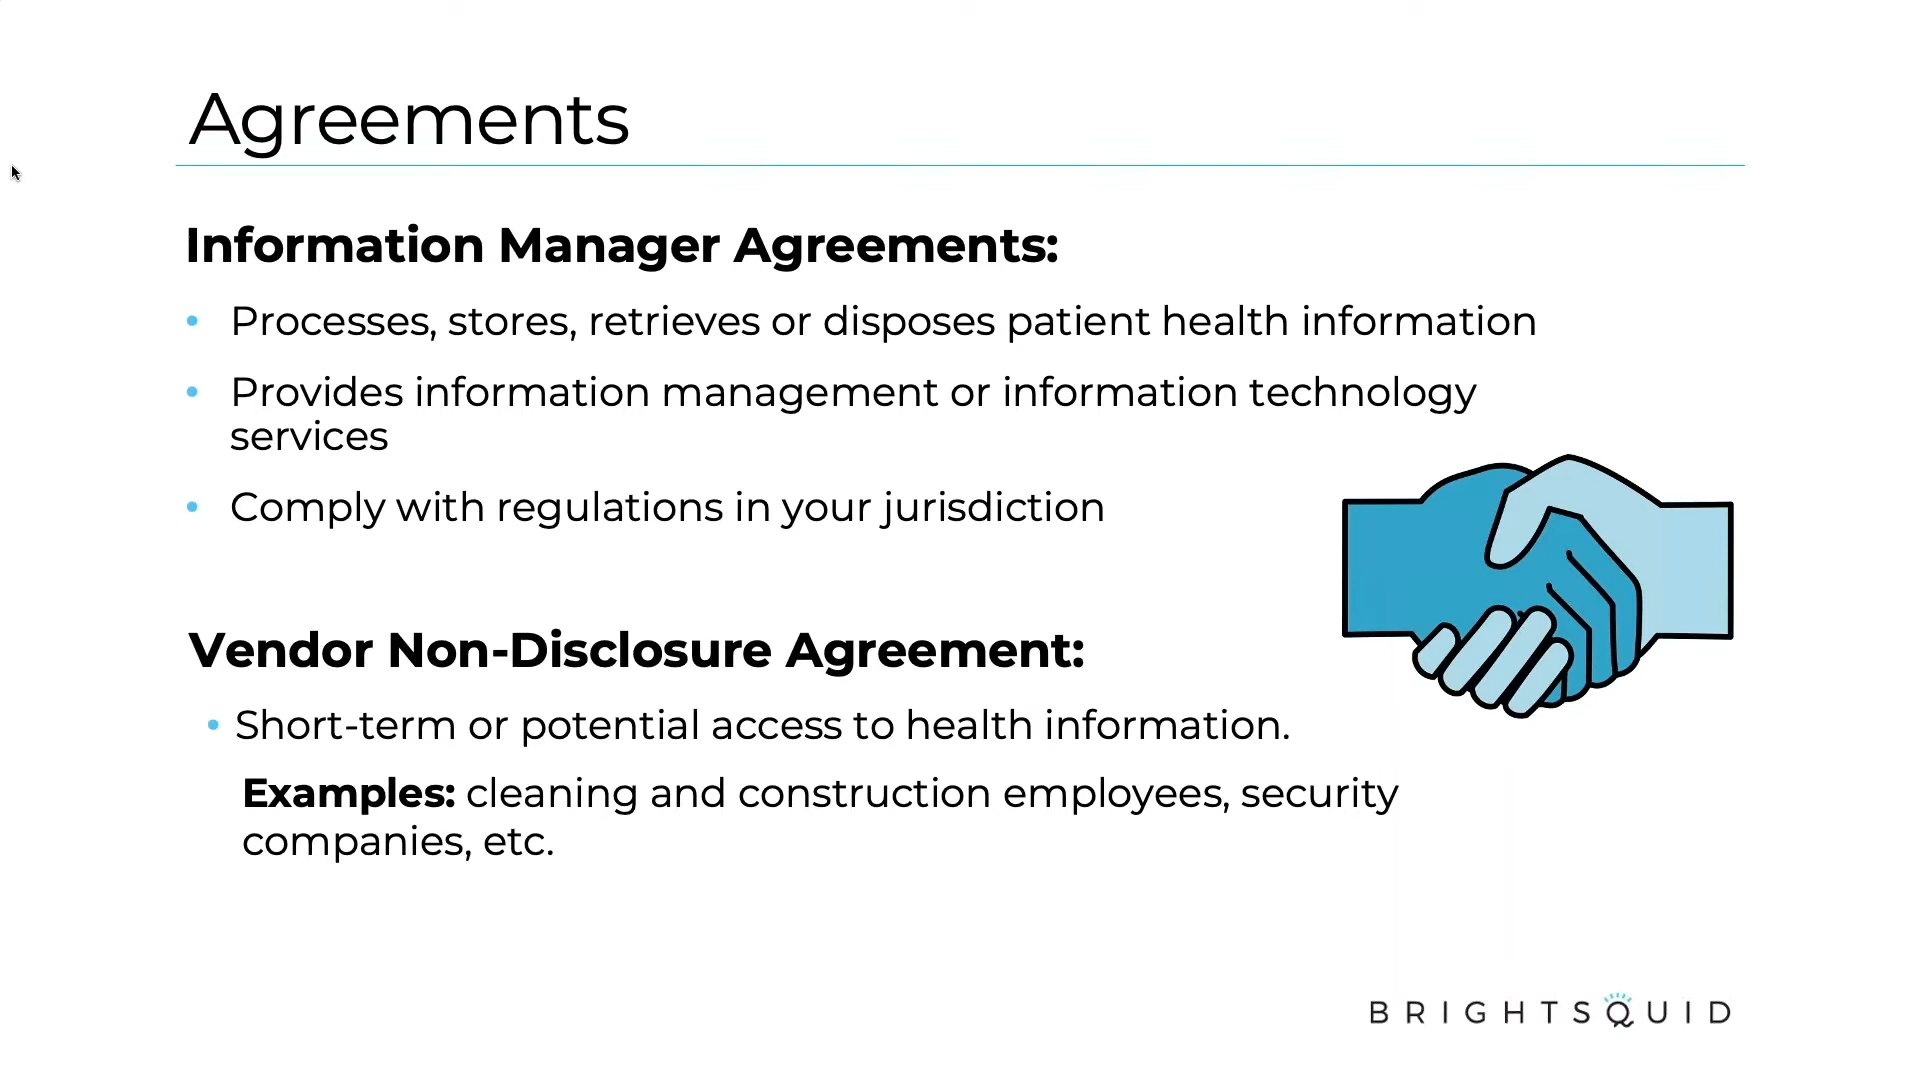 Agreements
Information Manager Agreements:
• Processes, stores, retrieves or disposes patient health information
• Provides information management or information technology
services
• Comply with regulations in your jurisdiction
Vendor Non-Disclosure Agreement:
• Short-term or potential access to health information.
Examples: cleaning and construction employees, security
companies, etc.
BRIGHTSQUID